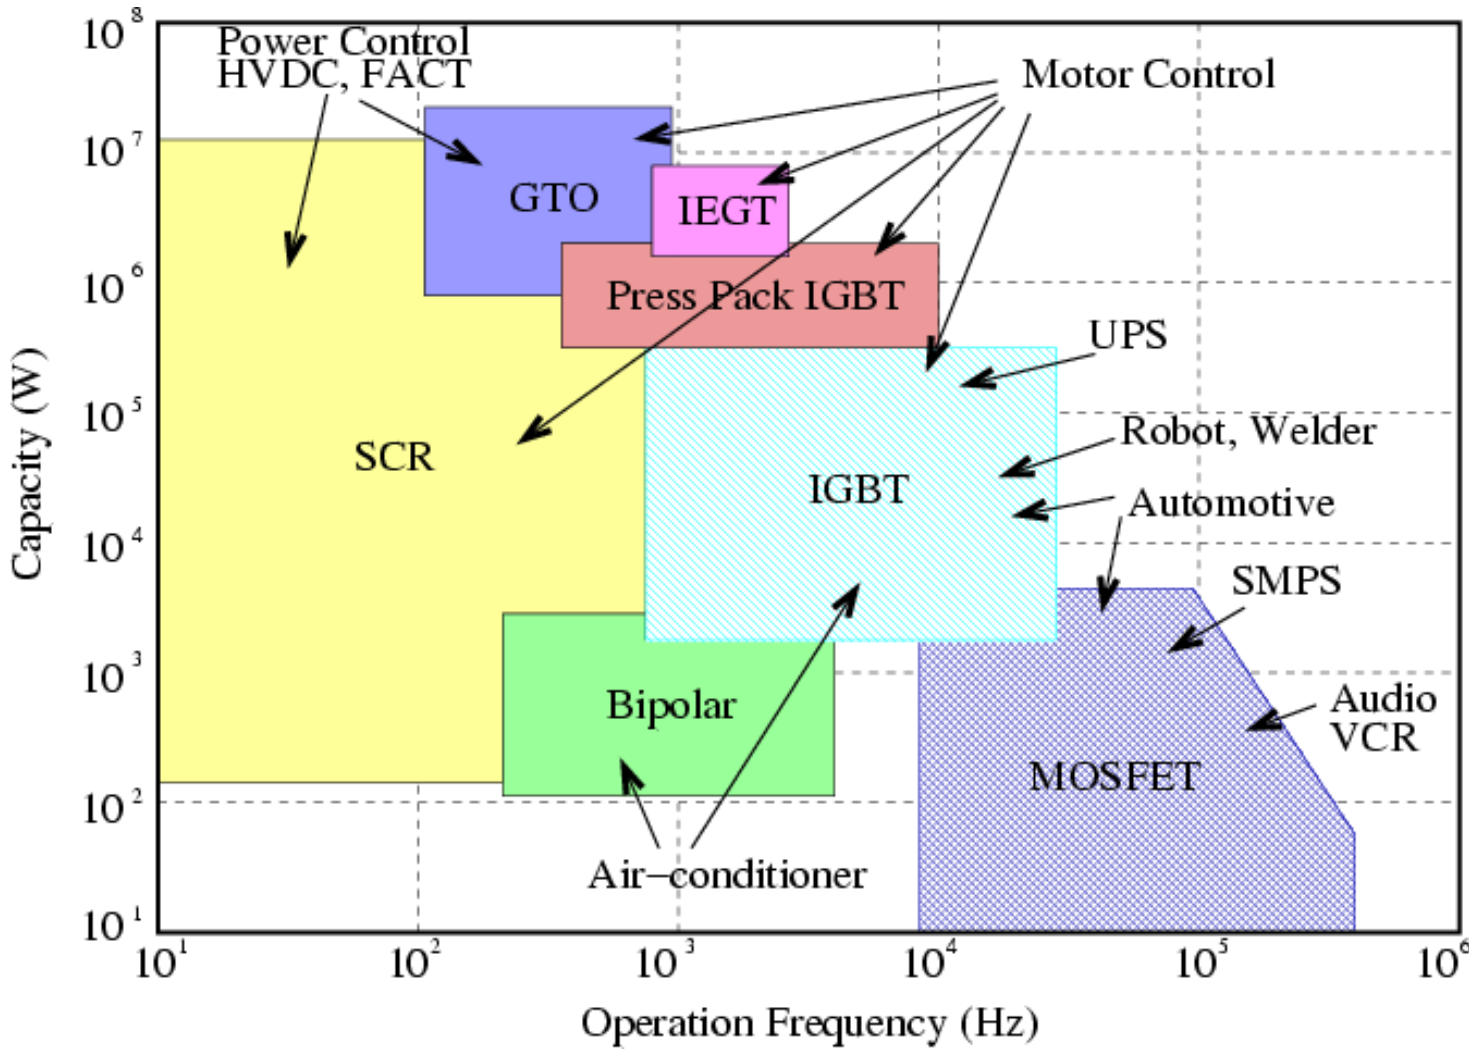 10⁸
Power Control
HVDC, FACT
Motor Control
10⁷
GTO
IEGT
10⁶
Press Pack IGBT
UPS
Capacity (W)
10⁵
Robot, Welder
SCR
IGBT
Automotive
10⁴
SMPS
10³
Bipolar
Audio
VCR
MOSFET
10²
Air−conditioner
10¹
10¹
10²
10³
10⁴
10⁵
10⁶
Operation Frequency (Hz)